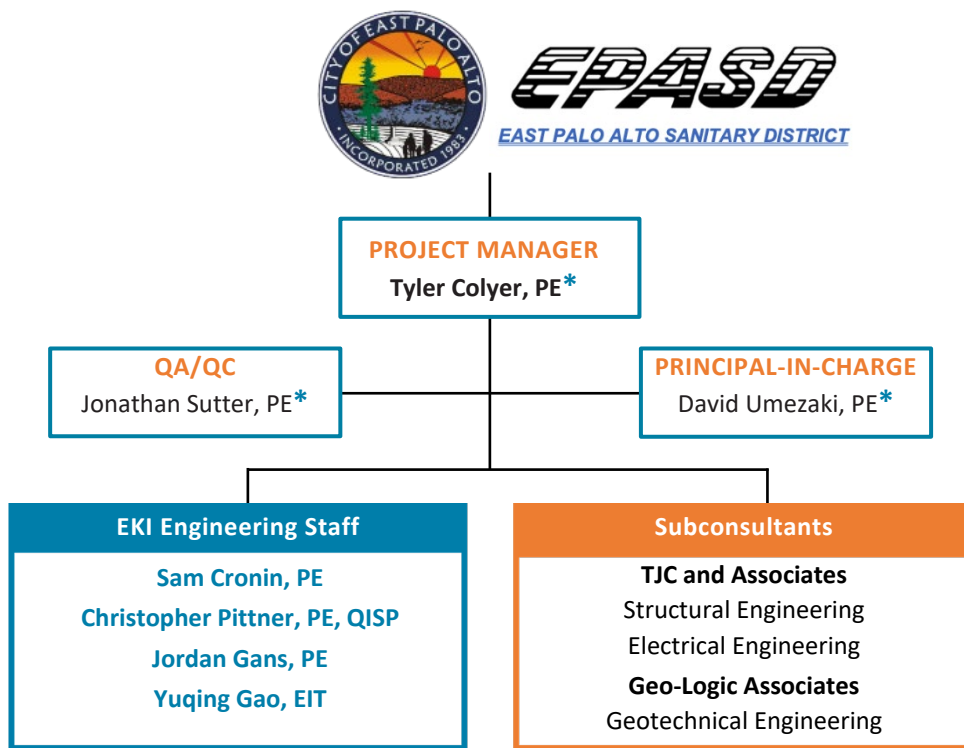 CITY OF EAST PALO ALTO
INCORPORATED 1983
EPASD
EAST PALO ALTO SANITARY DISTRICT
PROJECT MANAGER
Tyler Colyer, PE*
QA/QC
Jonathan Sutter, PE*
PRINCIPAL-IN-CHARGE
David Umezaki, PE*
EKI Engineering Staff
Sam Cronin, PE
Christopher Pittner, PE, QISP
Jordan Gans, PE
Yuqing Gao, EIT
Subconsultants
TJC and Associates
Structural Engineering
Electrical Engineering
Geo-Logic Associates
Geotechnical Engineering